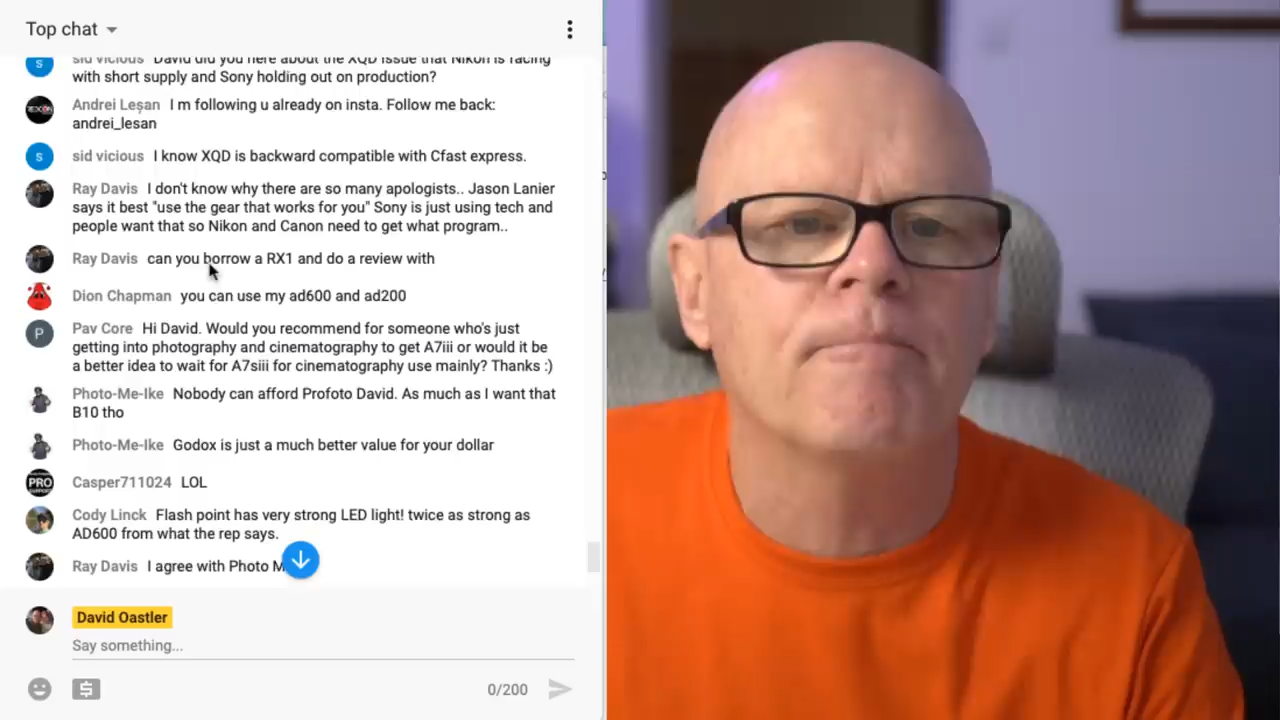 Top chat
sid vicious David did you here about the XQD issue that Nikon is facing
with short supply and Sony holding out on production?
Andrei Leșan I m following u already on insta. Follow me back:
andrei_lesan
sid vicious I know XQD is backward compatible with Cfast express.
Ray Davis I don't know why there are so many apologists.. Jason Lanier
says it best "use the gear that works for you" Sony is just using tech and
people want that so Nikon and Canon need to get what program..
Ray Davis can you borrow a RX1 and do a review with
Dion Chapman you can use my ad600 and ad200
Pav Core Hi David. Would you recommend for someone who's just
getting into photography and cinematography to get A7iii or would it be
a better idea to wait for A7siii for cinematography use mainly? Thanks :)
Photo-Me-Ike Nobody can afford Profoto David. As much as I want that
B10 tho
Photo-Me-Ike Godox is just a much better value for your dollar
Casper711024 LOL
Cody Linck Flash point has very strong LED light! twice as strong as
AD600 from what the rep says.
Ray Davis I agree with Photo M
David Oastler
Say something...
0/200